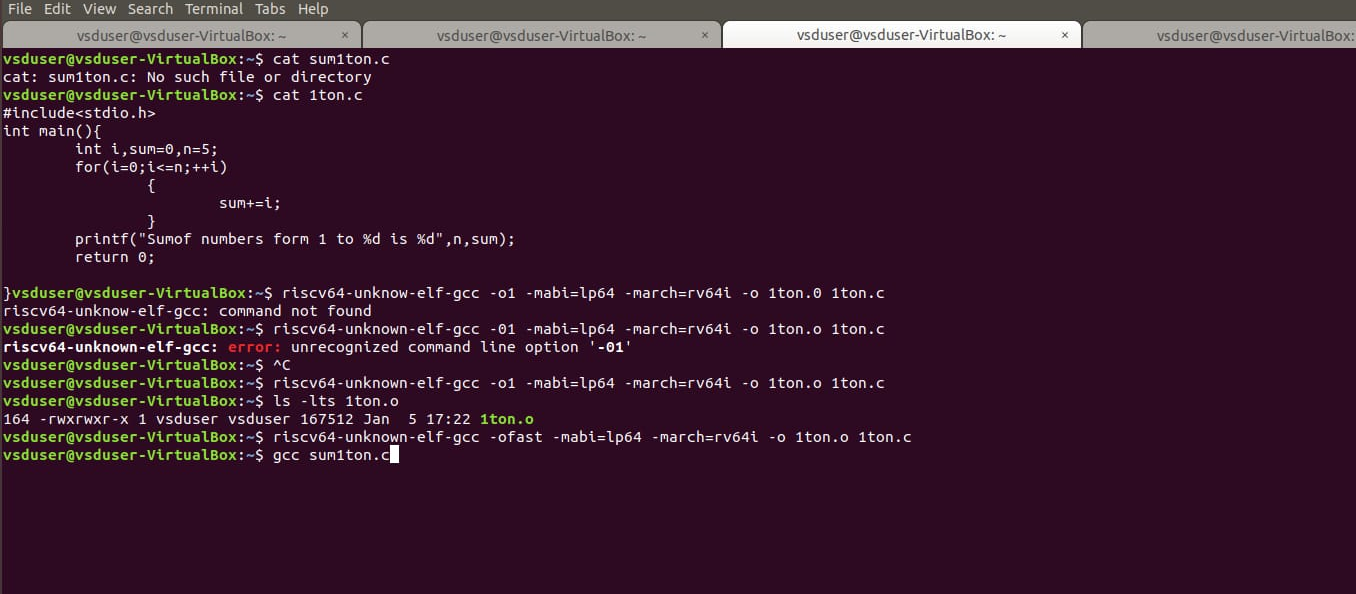 File Edit View Search Terminal Tabs Help
vsduser@vsduser-VirtualBox: ~ × vsduser@vsduser-VirtualBox: ~ × vsduser@vsduser-VirtualBox: ~ × vsduser@vsduser-VirtualBox:
vsduser@vsduser-VirtualBox:~$ cat sum1ton.c
cat: sum1ton.c: No such file or directory
vsduser@vsduser-VirtualBox:~$ cat 1ton.c
#include<stdio.h>
int main(){
        int i,sum=0,n=5;
        for(i=0;i<=n;++i)
                {
                        sum+=i;
                }
        printf("Sumof numbers form 1 to %d is %d",n,sum);
        return 0;

}vsduser@vsduser-VirtualBox:~$ riscv64-unknow-elf-gcc -o1 -mabi=lp64 -march=rv64i -o 1ton.0 1ton.c
riscv64-unknow-elf-gcc: command not found
vsduser@vsduser-VirtualBox:~$ riscv64-unknown-elf-gcc -01 -mabi=lp64 -march=rv64i -o 1ton.o 1ton.c
riscv64-unknown-elf-gcc: error: unrecognized command line option '-01'
vsduser@vsduser-VirtualBox:~$ ^C
vsduser@vsduser-VirtualBox:~$ riscv64-unknown-elf-gcc -o1 -mabi=lp64 -march=rv64i -o 1ton.o 1ton.c
vsduser@vsduser-VirtualBox:~$ ls -lts 1ton.o
164 -rwxrwxr-x 1 vsduser vsduser 167512 Jan  5 17:22 1ton.o
vsduser@vsduser-VirtualBox:~$ riscv64-unknown-elf-gcc -ofast -mabi=lp64 -march=rv64i -o 1ton.o 1ton.c
vsduser@vsduser-VirtualBox:~$ gcc sum1ton.c